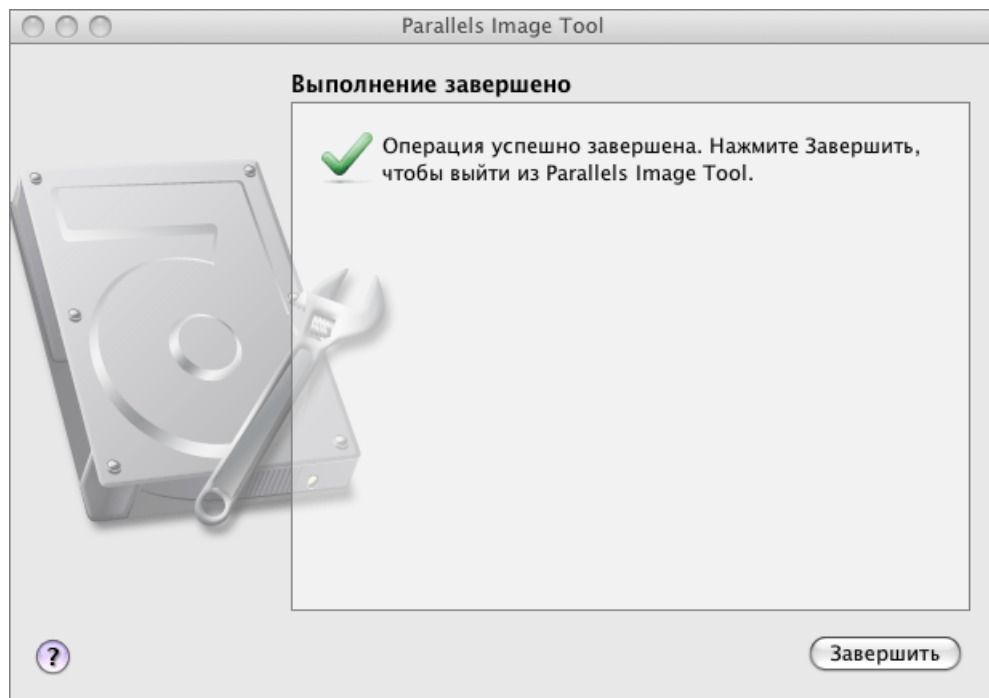 Parallels Image Tool
Выполнение завершено
Операция успешно завершена. Нажмите Завершить,
чтобы выйти из Parallels Image Tool.
?
Завершить